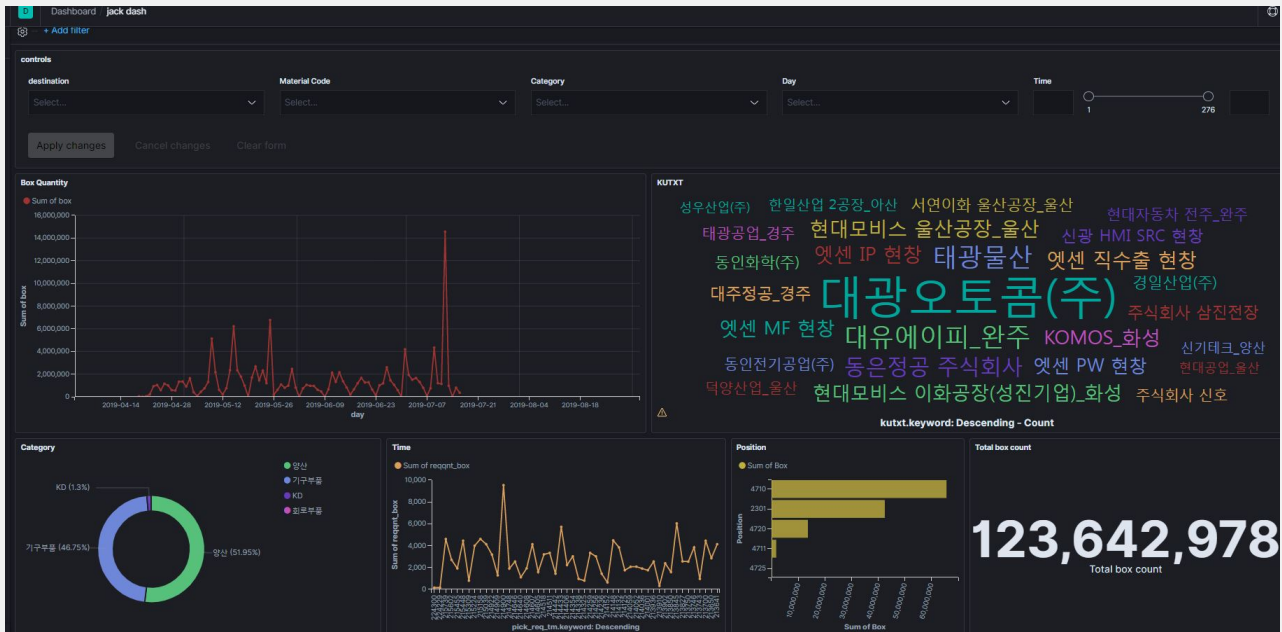 D Dashboard jack dash
+ Add filter
controls
destination Material Code Category Day Time
Select... Select... Select... Select...
1 276
Apply changes Cancel changes Clear form
Box Quantity
Sum of box
16,000,000
14,000,000
12,000,000
10,000,000
8,000,000
6,000,000
4,000,000
2,000,000
0
Sum of box
2019-04-14 2019-04-28 2019-05-12 2019-05-26 2019-06-09 2019-06-23 2019-07-07 2019-07-21 2019-08-04 2019-08-18
day
KUTXT
성우산업(주) 한일산업 2공장_아산 서연이화 울산공장_울산 현대자동차 전주_완주
태광공업_경주 현대모비스 울산공장_울산 신광 HMI SRC 현창
동인화학(주) 엣센 IP 현창 태광물산 엣센 직수출 현창
대주정공_경주 대광오토콤(주) 경일산업(주)
주식회사 삼진전장
엣센 MF 현창 대유에이피_완주 KOMOS_화성 신기테크_양산
동인전기공업(주) 동은정공 주식회사 엣센 PW 현창 현대공업_울산
덕양산업_울산 현대모비스 이화공장(성진기업)_화성 주식회사 신호
kutxt.keyword: Descending - Count
Category
양산
기구부품
KD
회로부품
KD (1.3%)
기구부품 (46.75%)
양산 (51.95%)
Time
Sum of reqqnt_box
10,000
8,000
6,000
4,000
2,000
0
Sum of reqqnt_box
pick_req_tm.keyword: Descending
Position
Sum of Box
4710
2301
4720
4711
4725
Position
10,000,000 20,000,000 30,000,000 40,000,000 50,000,000 60,000,000
Sum of Box
Total box count
123,642,978
Total box count